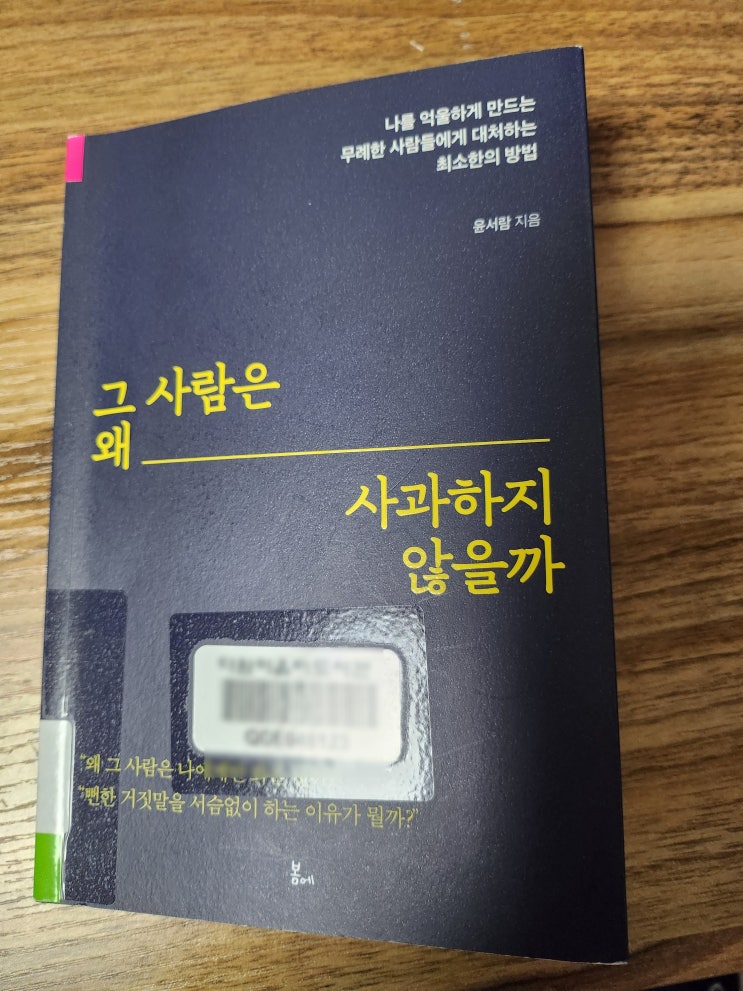 나를 억울하게 만드는
무례한 사람들에게 대처하는
최소한의 방법
윤서람 지음
그 사람은
왜
사과하지
않을까
"왜 그 사람은
"뻔한 거짓말을 서슴없이 하는 이유가 뭘까?"
봄에